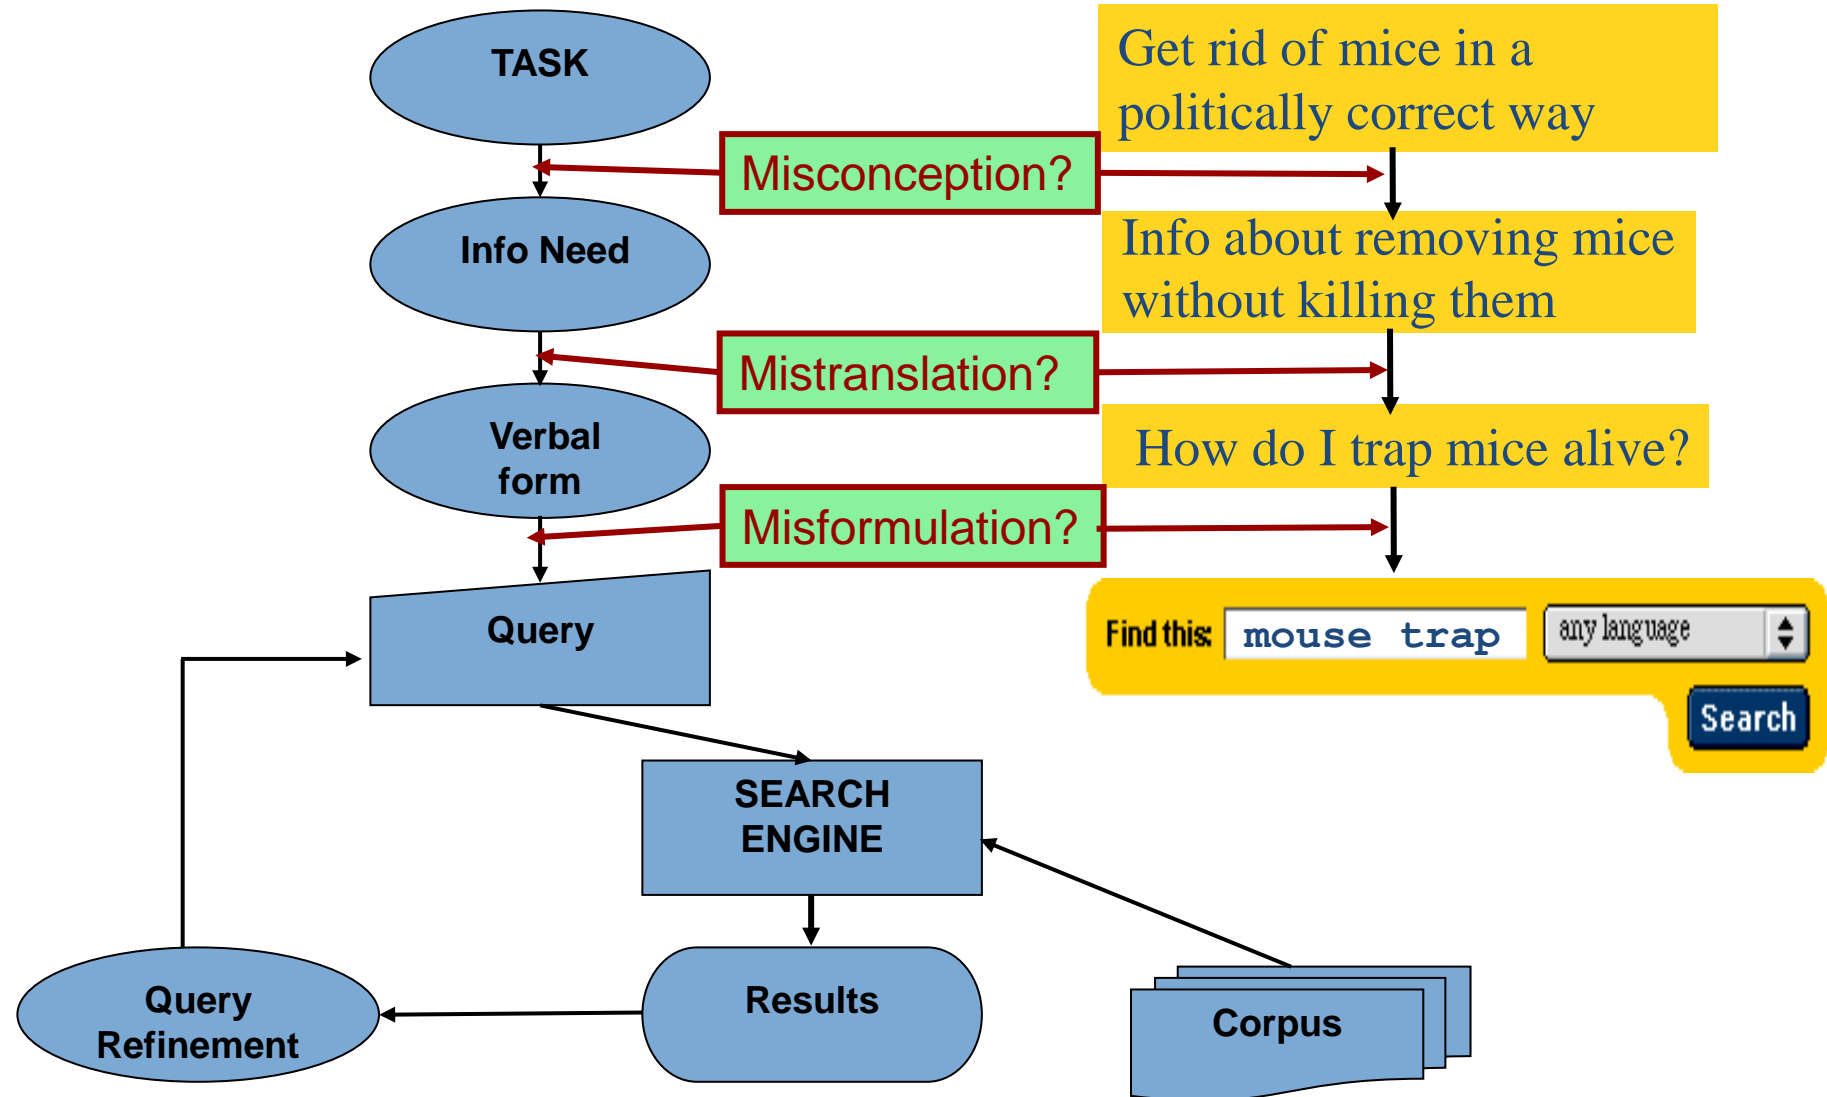 TASK
Get rid of mice in a
politically correct way
Misconception?
Info Need
Info about removing mice
without killing them
Mistranslation?
Verbal
form
How do I trap mice alive?
Misformulation?
Query
Find this: mouse trap any language
Search
SEARCH
ENGINE
Query
Refinement
Results
Corpus